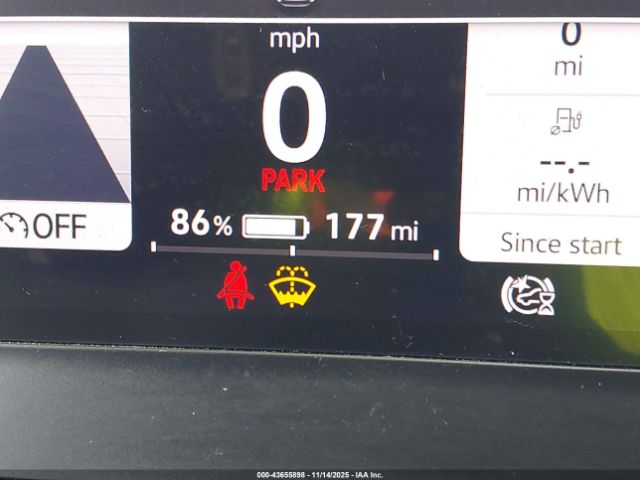 mph
0
PARK
86% 177 mi
OFF
0
mi
--.-
mi/kWh
Since start
000-43655898 - 11/14/2025 - IAA Inc.